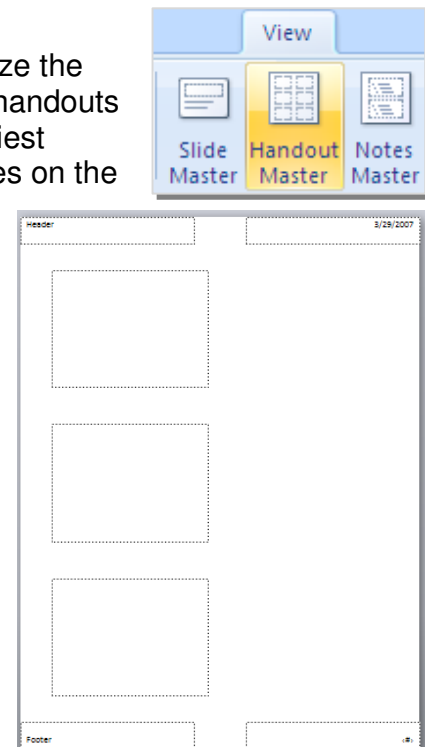 ze the
handouts
iest
es on the
View
Slide Master
Handout Master
Notes Master
Header
3/29/2007
Footer
‹#›